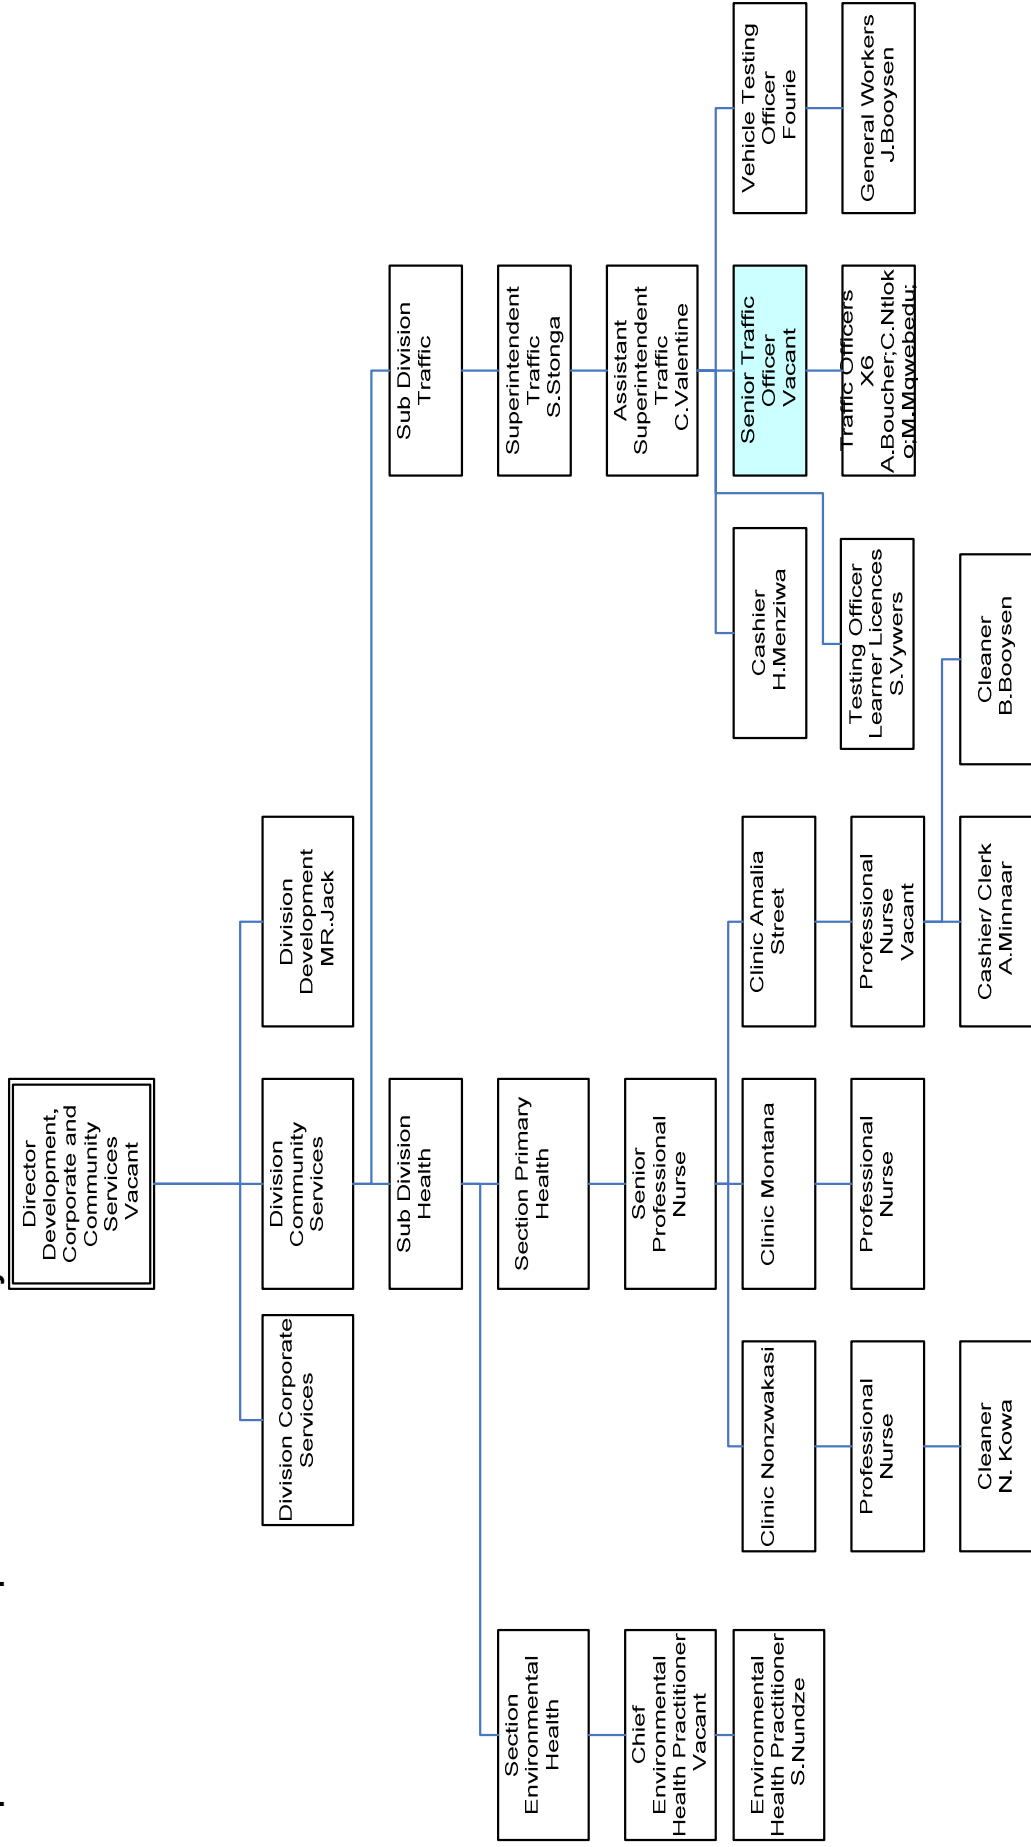 Director
Development,
Corporate and
Community
Services
Vacant
Division Corporate
Services
Division
Community
Services
Division
Development
MR.Jack
Sub Division
Health
Sub Division
Traffic
Section
Environmental
Health
Section Primary
Health
Superintendent
Traffic
S.Stonga
Chief
Environmental
Health Practitioner
Vacant
Senior
Professional
Nurse
Assistant
Superintendent
Traffic
C.Valentine
Environmental
Health Practitioner
S.Nundze
Clinic Nonzwakasi
Clinic Montana
Clinic Amalia
Street
Cashier
H.Menziwa
Senior Traffic
Officer
Vacant
Vehicle Testing
Officer
Fourie
Professional
Nurse
Professional
Nurse
Professional
Nurse
Vacant
Testing Officer
Learner Licences
S.Vywers
Traffic Officers
X6
A.Boucher;C.Ntlok
o;M.Mqwebedu;
General Workers
J.Booysen
Cleaner
N. Kowa
Cashier/ Clerk
A.Minnaar
Cleaner
B.Booysen